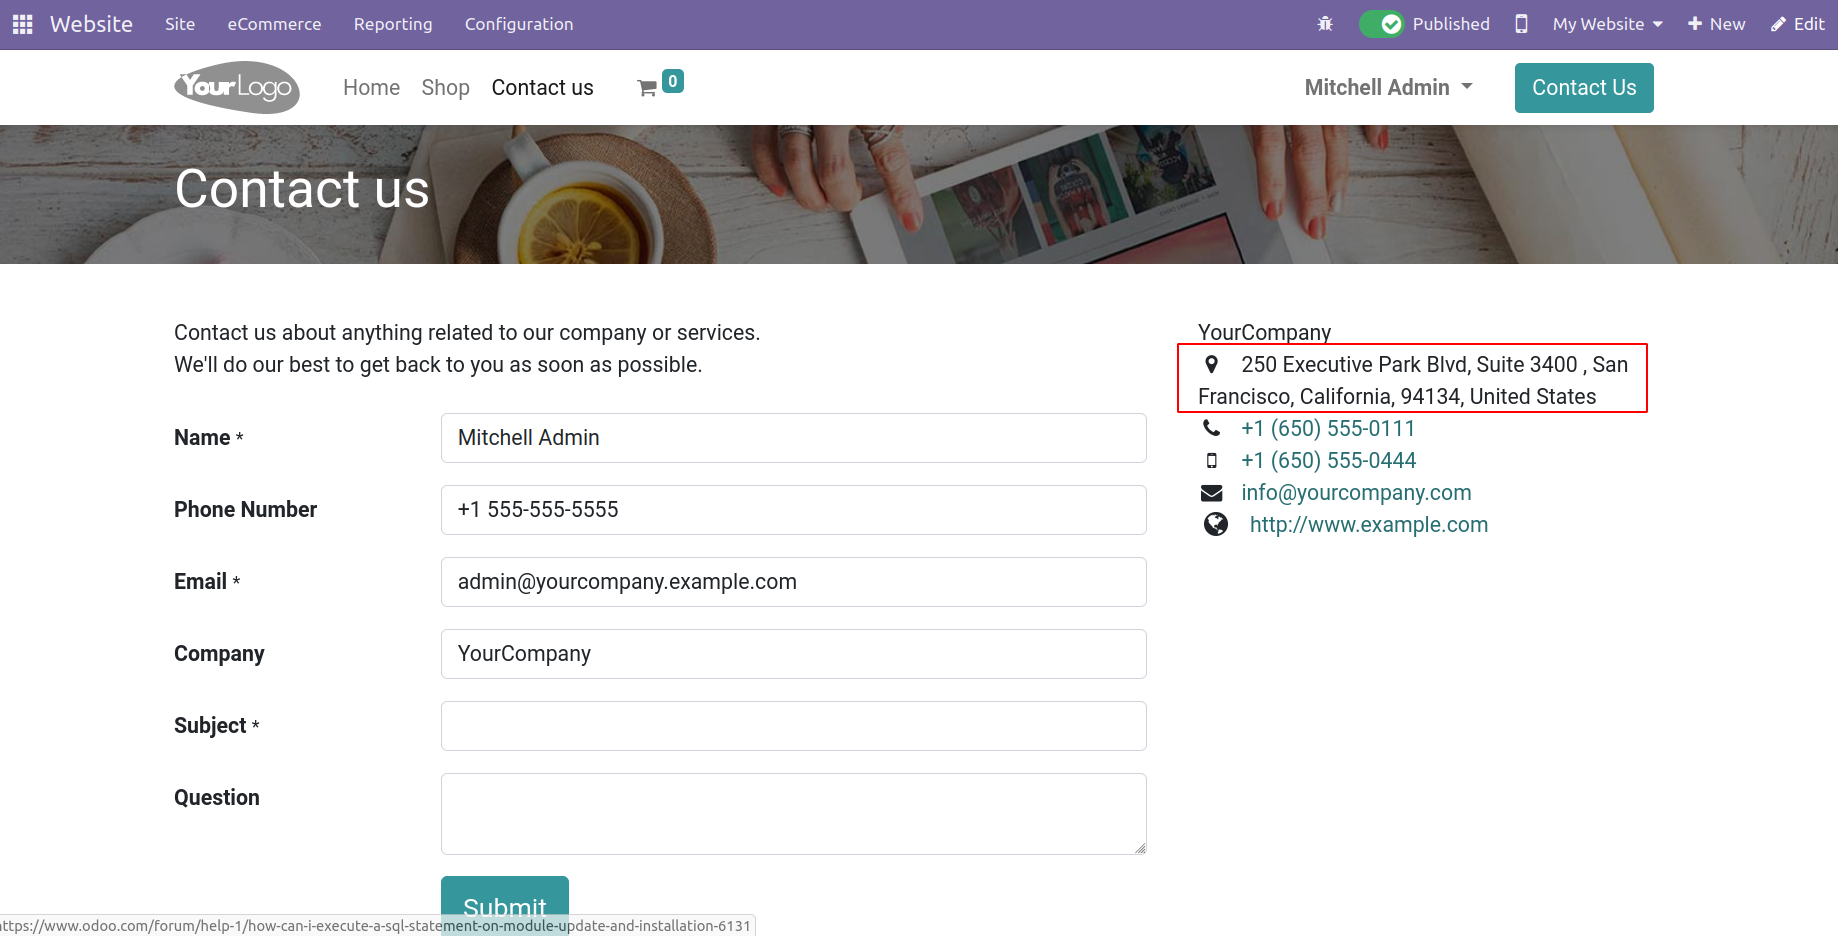 Website Site eCommerce Reporting Configuration Published My Website New Edit
YourLogo Home Shop Contact us 0 Mitchell Admin Contact Us
Contact us
Contact us about anything related to our company or services.
We'll do our best to get back to you as soon as possible.
Name *
Mitchell Admin
Phone Number
+1 555-555-5555
Email *
admin@yourcompany.example.com
Company
YourCompany
Subject *
Question
Submit
YourCompany
250 Executive Park Blvd, Suite 3400 , San
Francisco, California, 94134, United States
+1 (650) 555-0111
+1 (650) 555-0444
info@yourcompany.com
http://www.example.com
ttps://www.odoo.com/forum/help-1/how-can-i-execute-a-sql-statement-on-module-update-and-installation-6131